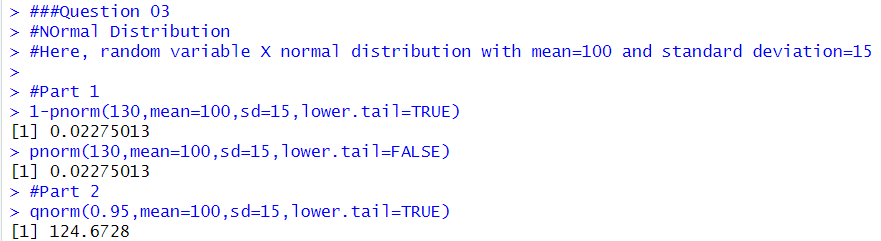 > ###Question 03
> #NOrmal Distribution
> #Here, random variable X normal distribution with mean=100 and standard deviation=15
>
> #Part 1
> 1-pnorm(130,mean=100,sd=15,lower.tail=TRUE)
[1] 0.02275013
> pnorm(130,mean=100,sd=15,lower.tail=FALSE)
[1] 0.02275013
> #Part 2
> qnorm(0.95,mean=100,sd=15,lower.tail=TRUE)
[1] 124.6728